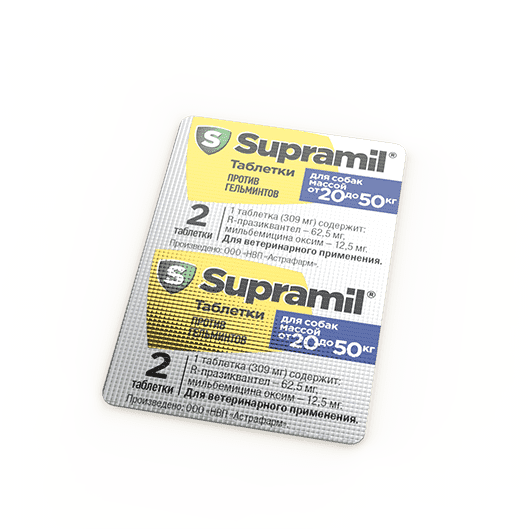 S Supramil®
Таблетки
ПРОТИВ
ГЕЛЬМИНТОВ
для собак
массой
от 20 до 50 кг
2
таблетки
1 таблетка (309 мг) содержит:
R-празиквантел – 62,5 мг,
мильбемицина оксим – 12,5 мг.
Для ветеринарного применения.
Произведено: ООО «НВП «Астрафарм».
S Supramil®
Таблетки
ПРОТИВ
ГЕЛЬМИНТОВ
для собак
массой
от 20 до 50 кг
2
таблетки
1 таблетка (309 мг) содержит:
R-празиквантел – 62,5 мг,
мильбемицина оксим – 12,5 мг.
Для ветеринарного применения.
Произведено: ООО «НВП «Астрафарм».